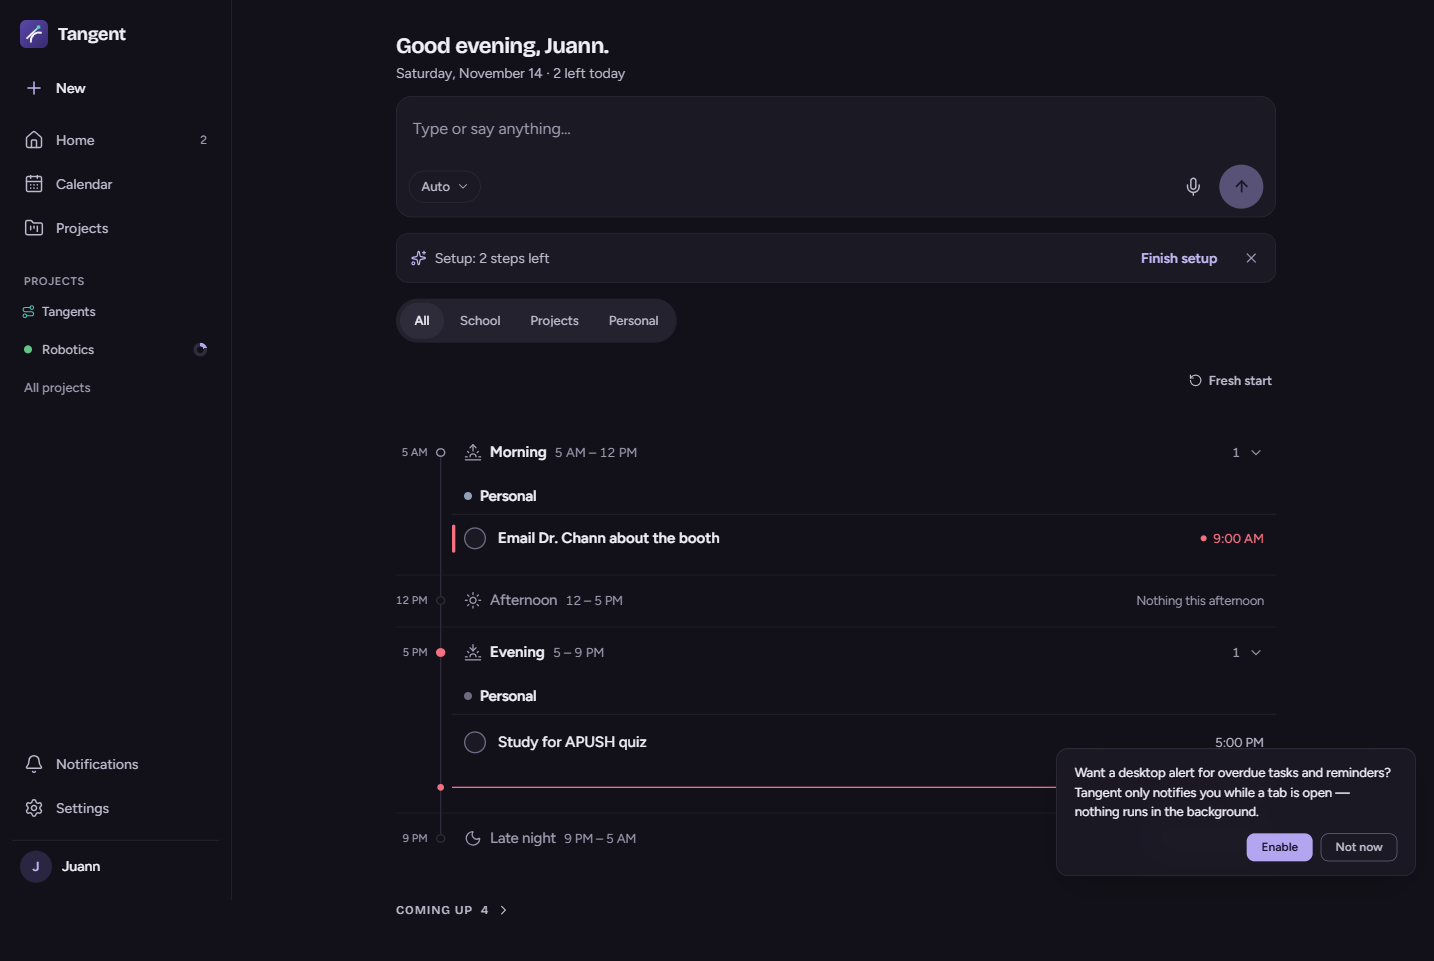 Tangent
New
Home 2
Calendar
Projects
PROJECTS
Tangents
Robotics
All projects
Notifications
Settings
J Juann
Good evening, Juann.
Saturday, November 14 · 2 left today
Type or say anything...
Auto
Setup: 2 steps left Finish setup
All School Projects Personal
Fresh start
5 AM Morning 5 AM – 12 PM 1
Personal
Email Dr. Chann about the booth 9:00 AM
12 PM Afternoon 12 – 5 PM Nothing this afternoon
5 PM Evening 5 – 9 PM 1
Personal
Study for APUSH quiz 5:00 PM
9 PM Late night 9 PM – 5 AM
COMING UP 4
Want a desktop alert for overdue tasks and reminders?
Tangent only notifies you while a tab is open —
nothing runs in the background.
Enable Not now